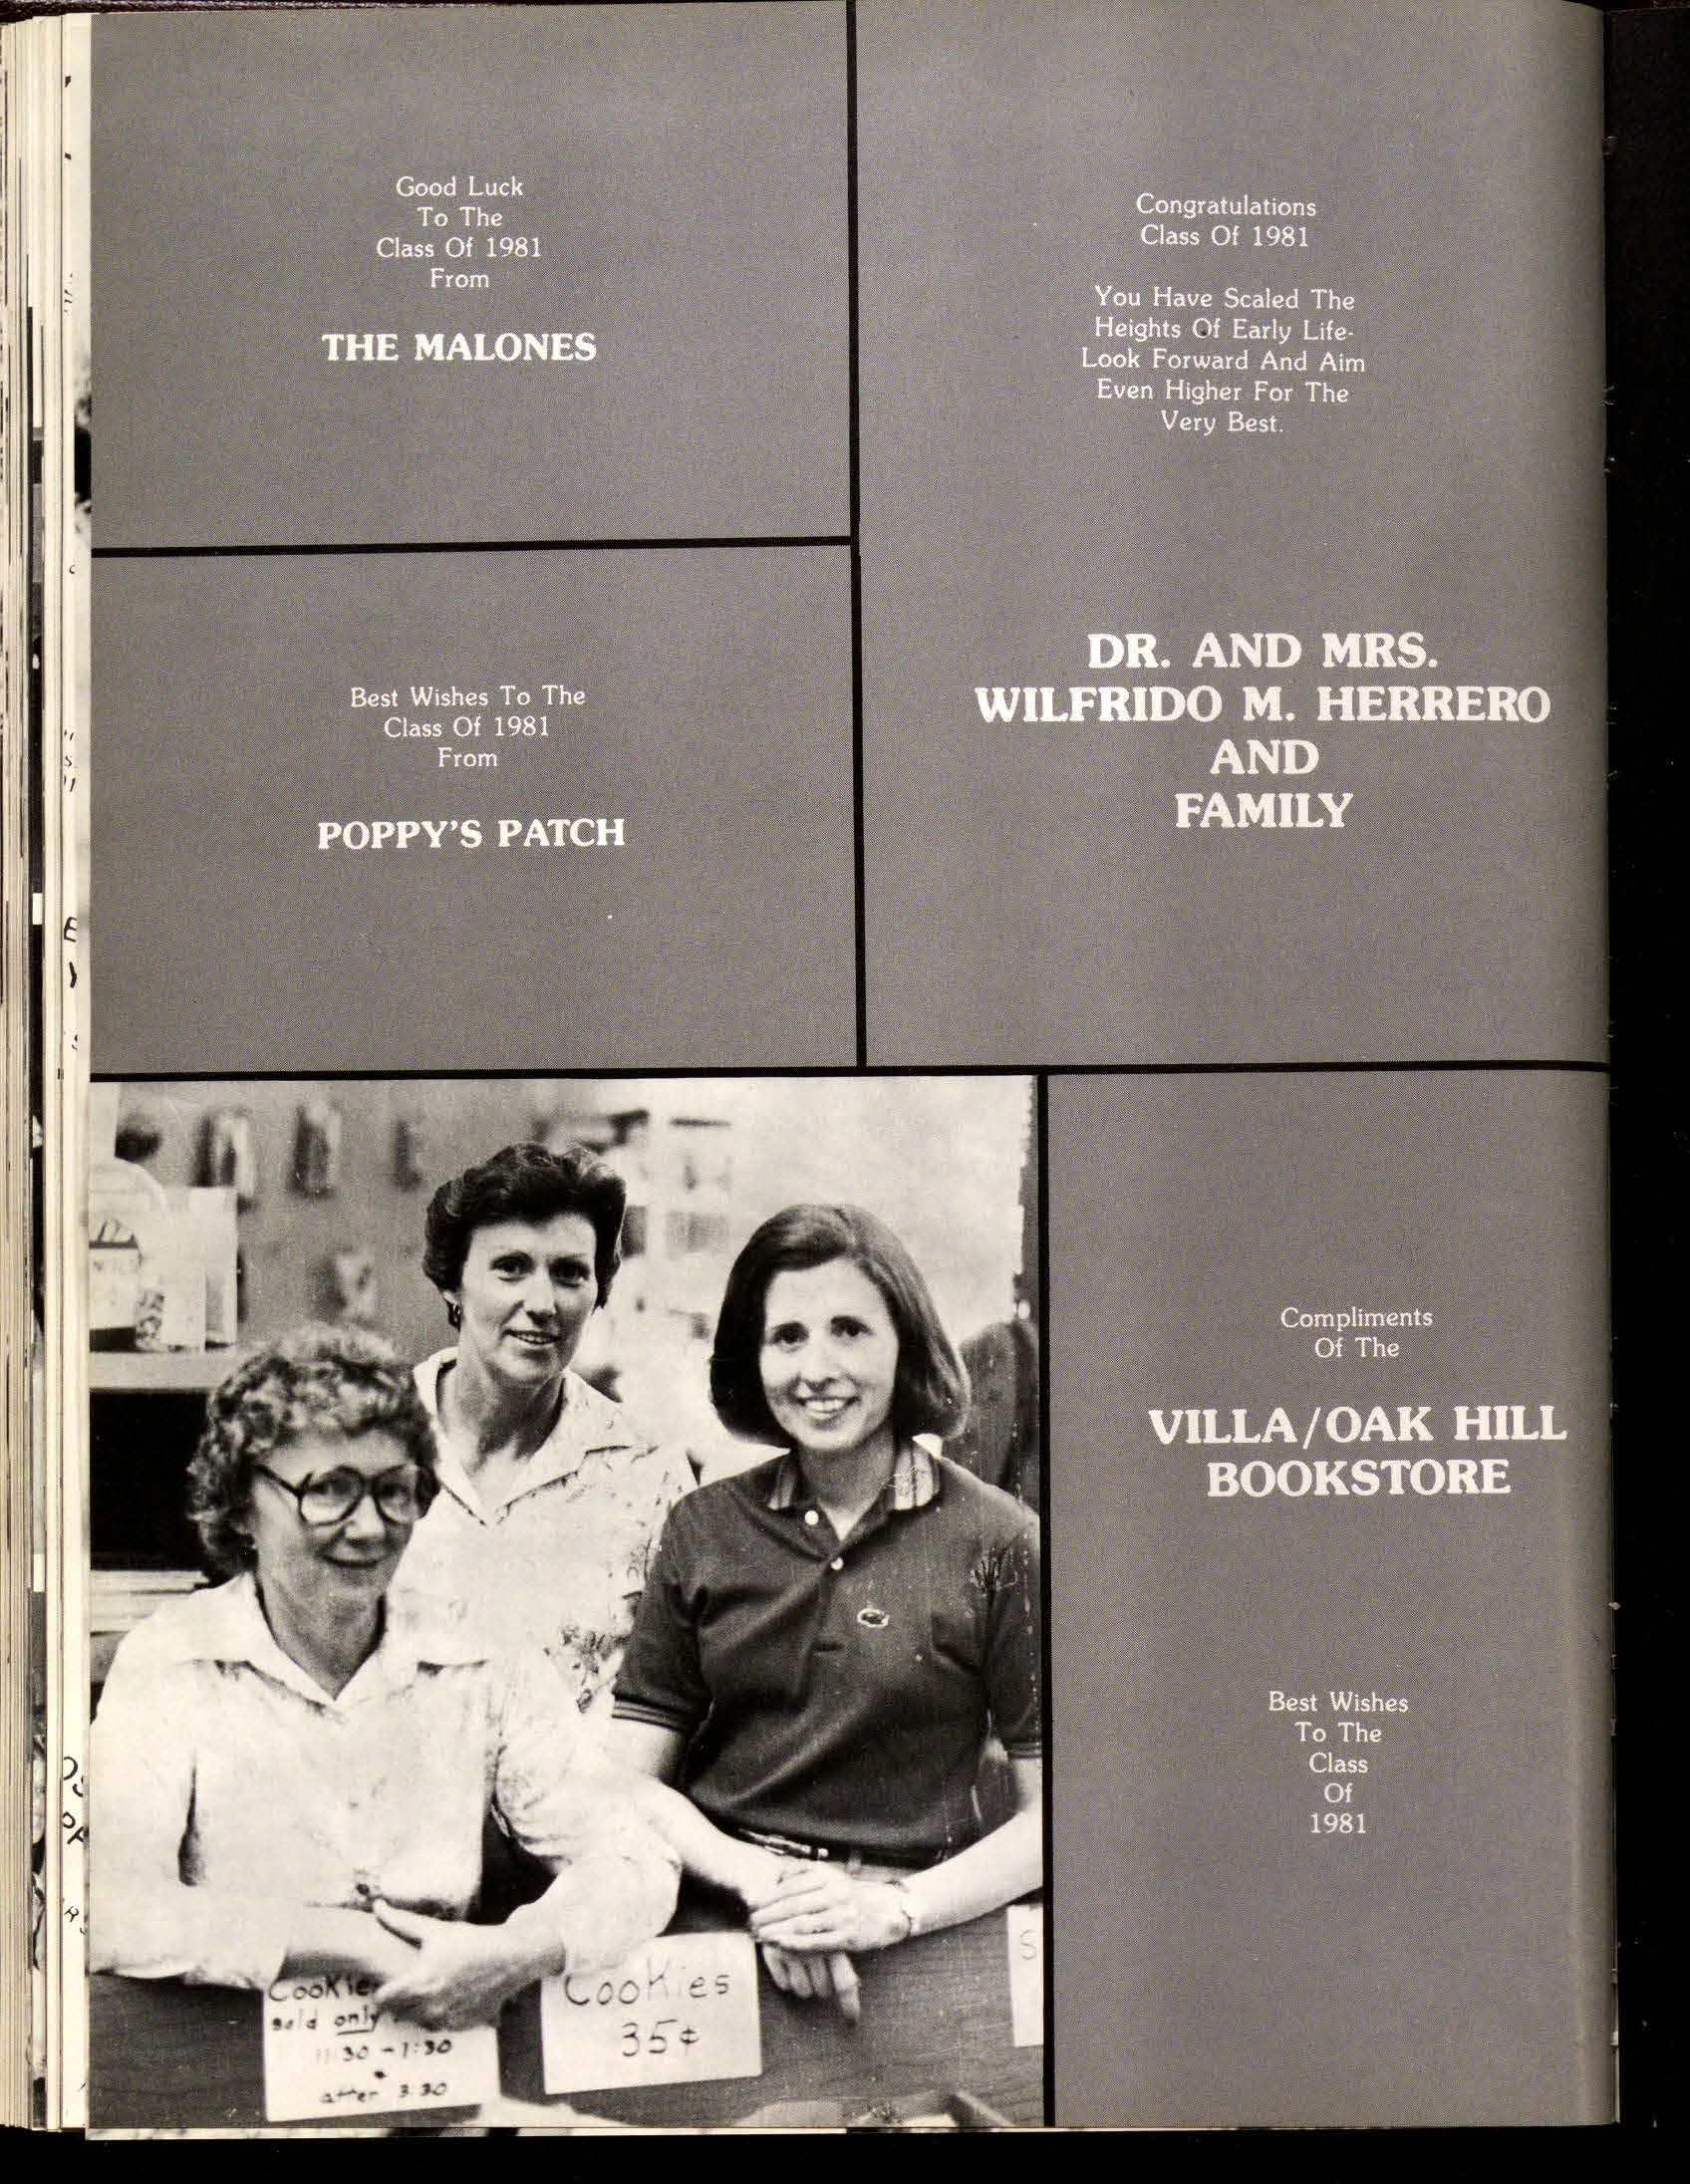 Good Luck
To The
Class Of 1981
From
THE MALONES
Congratulations
Class Of 1981
You Have Scaled The
Heights Of Early Life-
Look Forward And Aim
Even Higher For The
Very Best.
DR. AND MRS.
WILFRIDO M. HERRERO
AND
FAMILY
Best Wishes To The
Class Of 1981
From
POPPY'S PATCH
Compliments
Of The
VILLA/OAK HILL
BOOKSTORE
Best Wishes
To The
Class
Of
1981
Cookie
sold only
11:30 - 1:30
after 3:30
Cookies
35¢
S